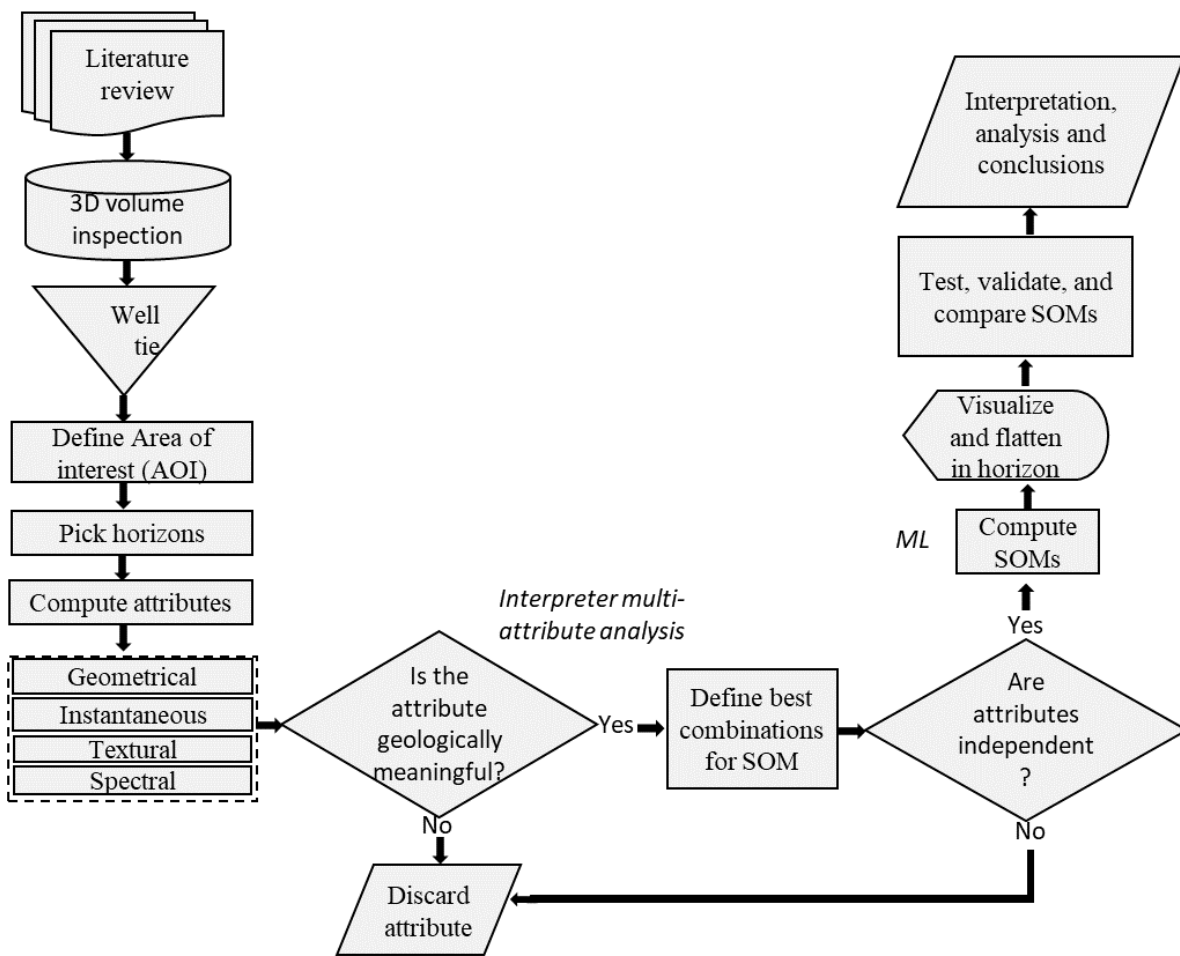 Literature
review
3D volume
inspection
Well
tie
Define Area of
interest (AOI)
Pick horizons
Compute attributes
Geometrical
Instantaneous
Textural
Spectral
Interpreter multi-
attribute analysis
Is the
attribute
geologically
meaningful?
Yes
No
Discard
attribute
Define best
combinations
for SOM
Are
attributes
independent
?
No
Yes
ML
Compute
SOMs
Visualize
and flatten
in horizon
Test, validate, and
compare SOMs
Interpretation,
analysis and
conclusions